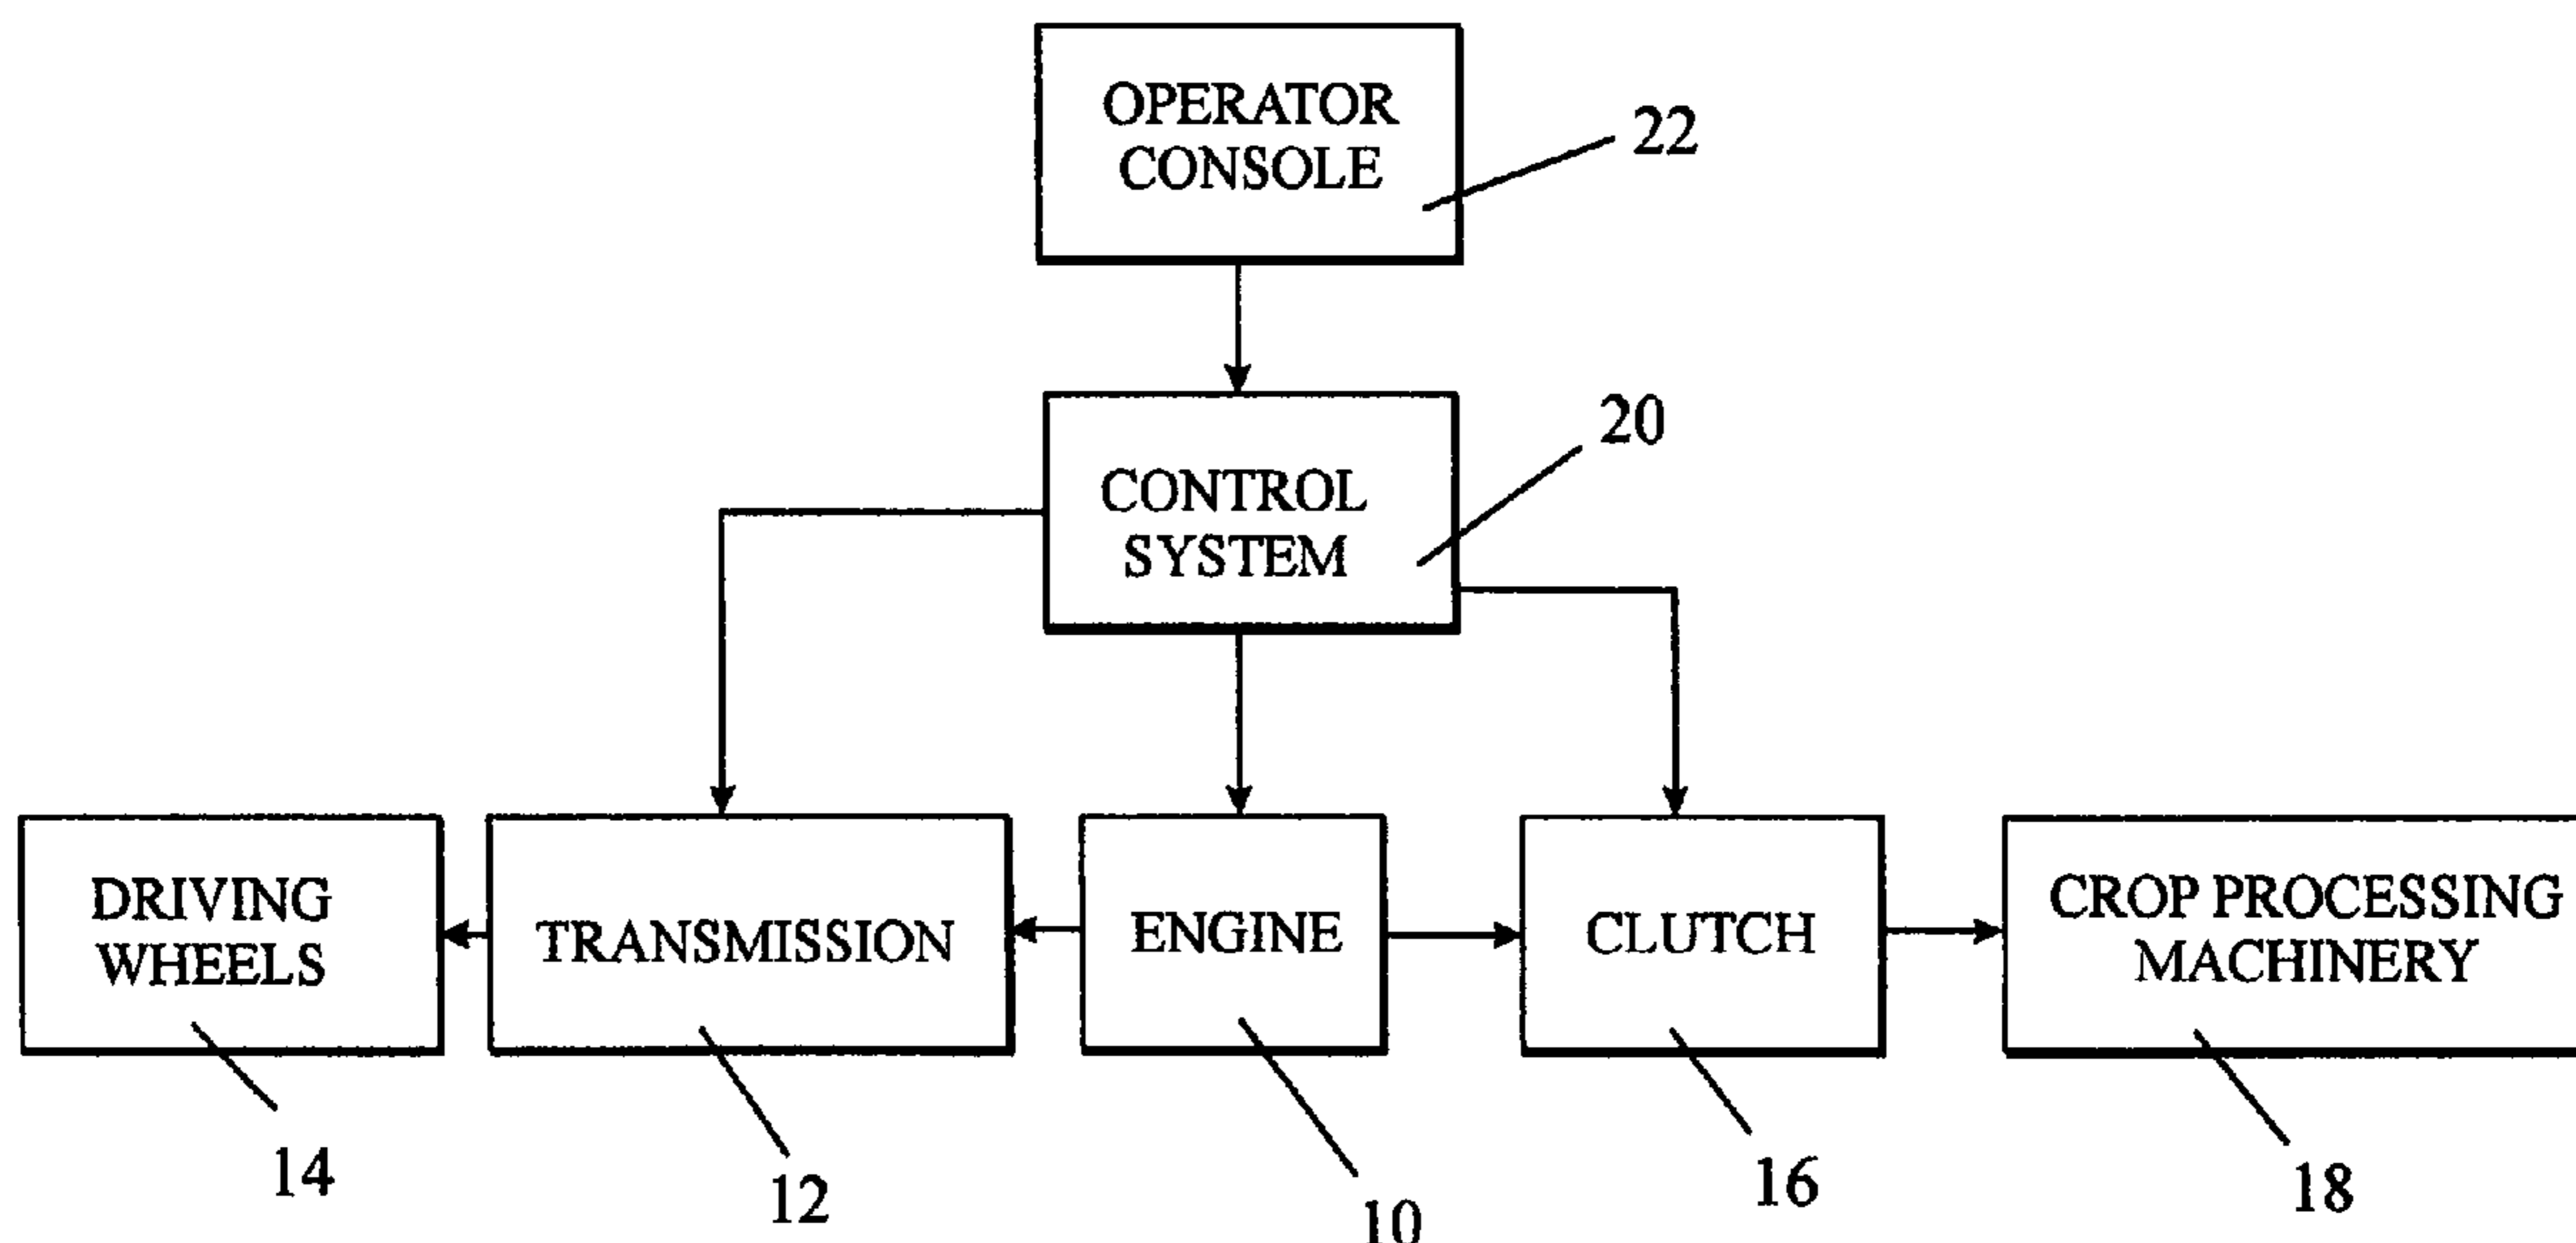 OPERATOR
CONSOLE
22
CONTROL
SYSTEM
20
DRIVING
WHEELS
TRANSMISSION
ENGINE
CLUTCH
CROP PROCESSING
MACHINERY
14
12
10
16
18